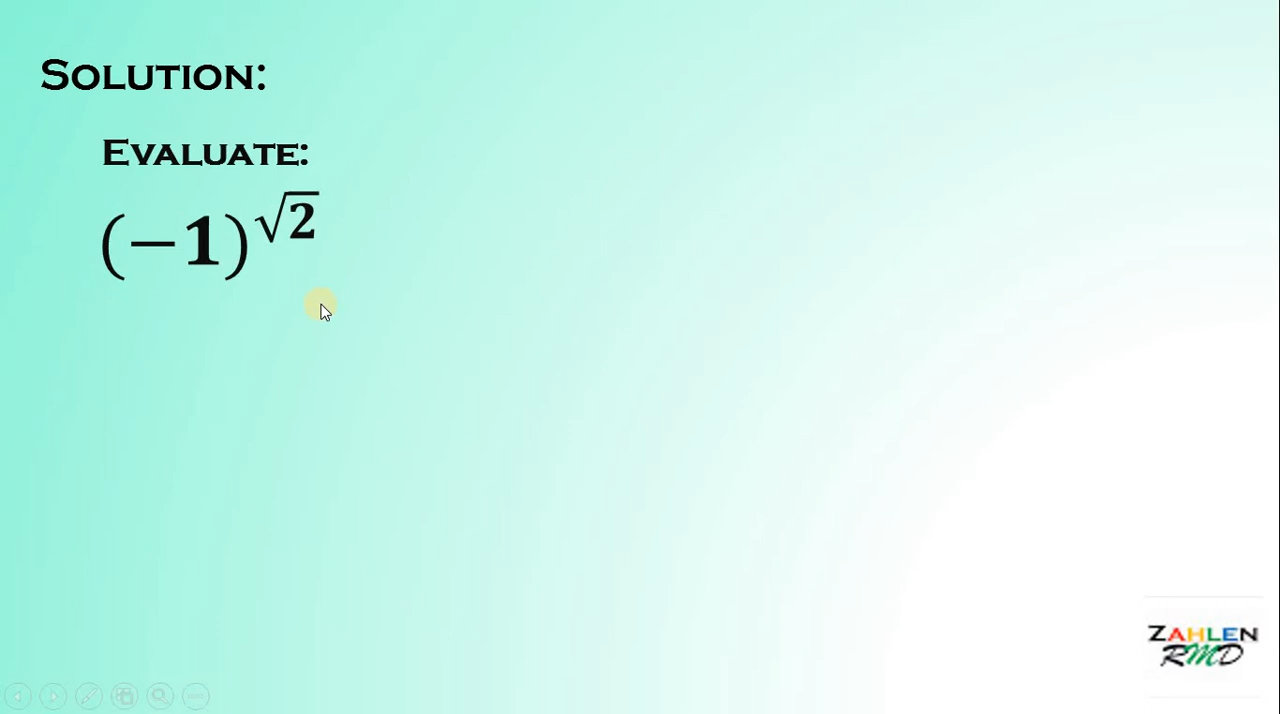 SOLUTION:
EVALUATE:
(−1)^√2
ZAHLEN
RMD